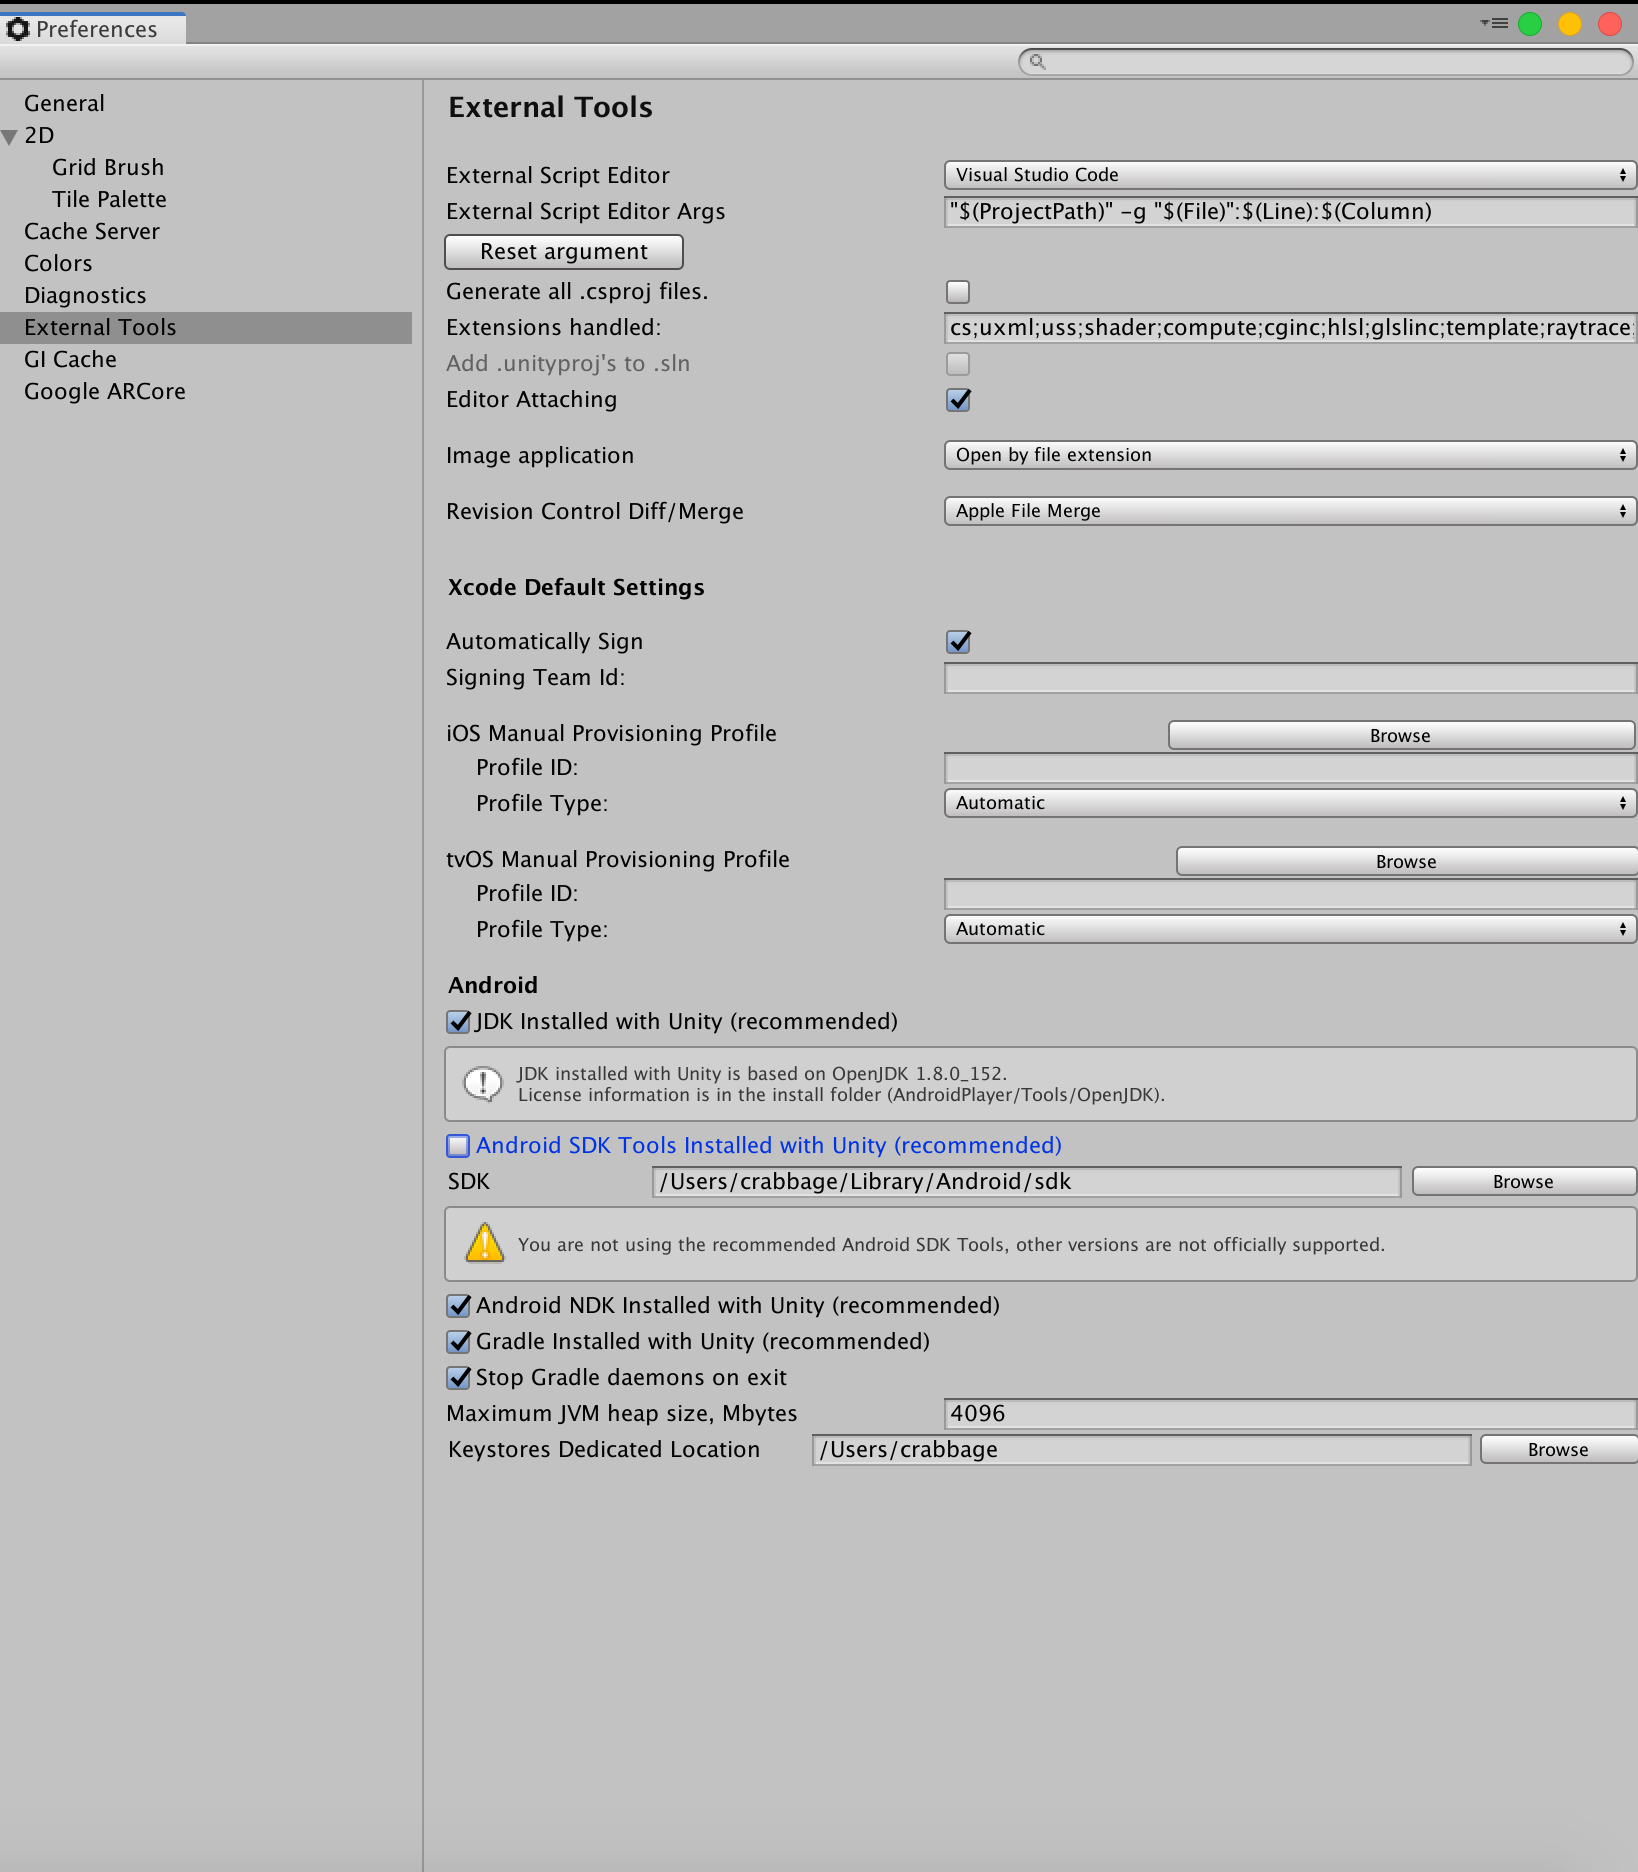 Preferences
General
2D
Grid Brush
Tile Palette
Cache Server
Colors
Diagnostics
External Tools
GI Cache
Google ARCore
External Tools
External Script Editor
Visual Studio Code
External Script Editor Args
"$(ProjectPath)" -g "$(File)":$(Line):$(Column)
Reset argument
Generate all .csproj files.
Extensions handled:
cs;uxml;uss;shader;compute;cginc;hlsl;glslinc;template;raytrace;
Add .unityproj's to .sln
Editor Attaching
Image application
Open by file extension
Revision Control Diff/Merge
Apple File Merge
Xcode Default Settings
Automatically Sign
Signing Team Id:
iOS Manual Provisioning Profile
Browse
Profile ID:
Profile Type:
Automatic
tvOS Manual Provisioning Profile
Browse
Profile ID:
Profile Type:
Automatic
Android
JDK Installed with Unity (recommended)
JDK installed with Unity is based on OpenJDK 1.8.0_152.
License information is in the install folder (AndroidPlayer/Tools/OpenJDK).
Android SDK Tools Installed with Unity (recommended)
SDK
/Users/crabbage/Library/Android/sdk
Browse
You are not using the recommended Android SDK Tools, other versions are not officially supported.
Android NDK Installed with Unity (recommended)
Gradle Installed with Unity (recommended)
Stop Gradle daemons on exit
Maximum JVM heap size, Mbytes
4096
Keystores Dedicated Location
/Users/crabbage
Browse